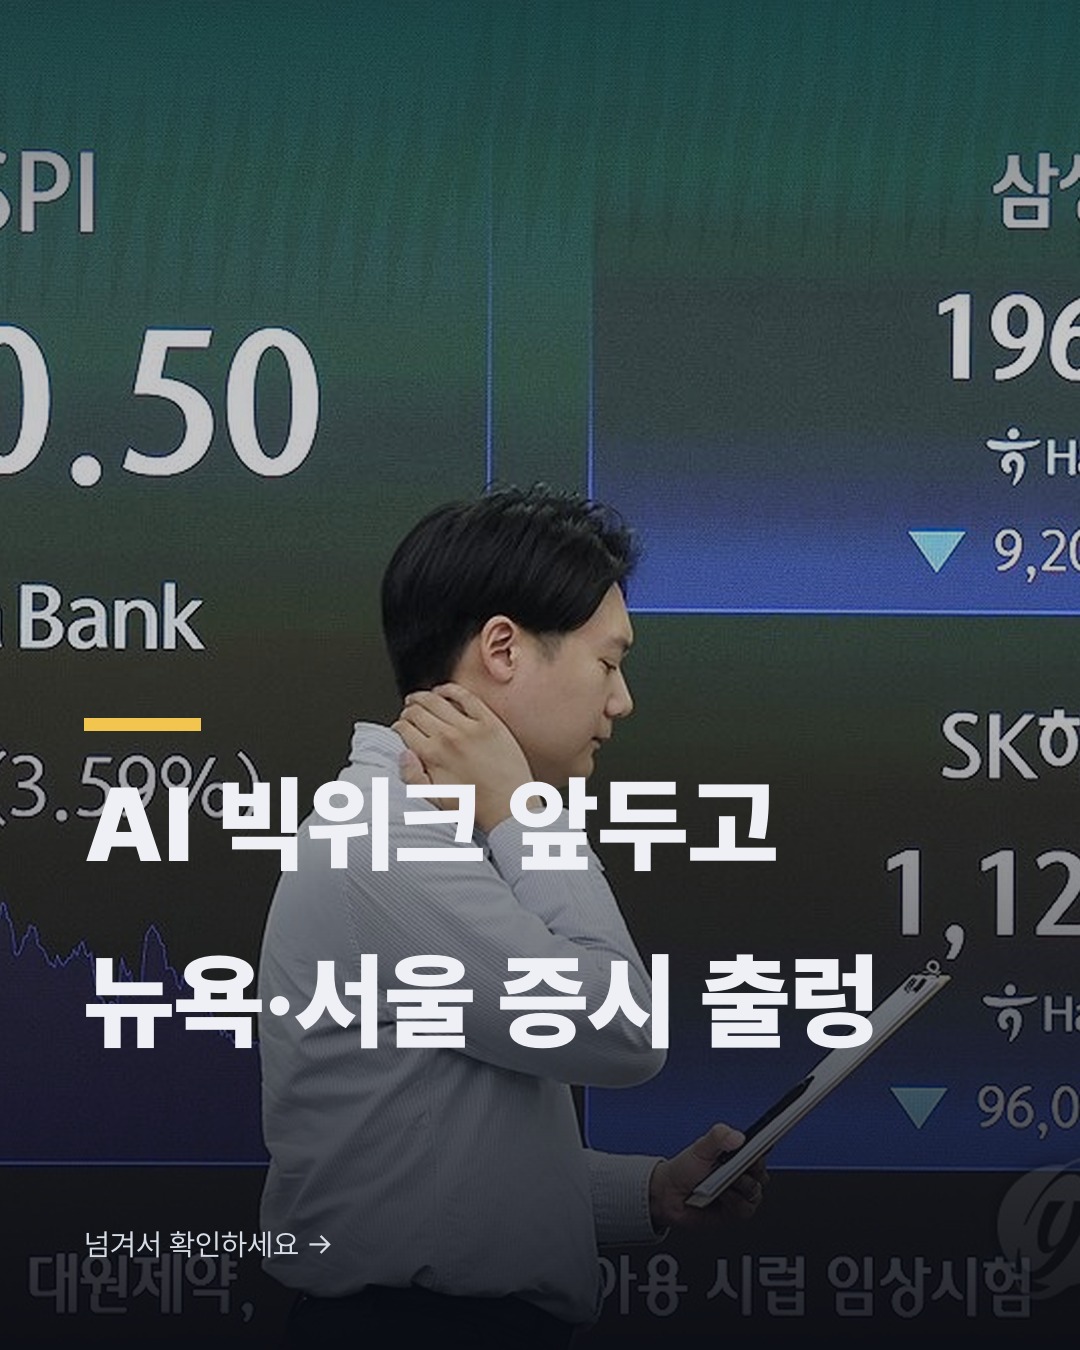 SPI
0.50
Bank
(3.59%)
삼성
196
Ha
▼ 9,20
SK하
1,12
Ha
▼ 96,0
AI 빅위크 앞두고
뉴욕·서울 증시 출렁
넘겨서 확인하세요 →
대원제약,
아용 시럽 임상시험